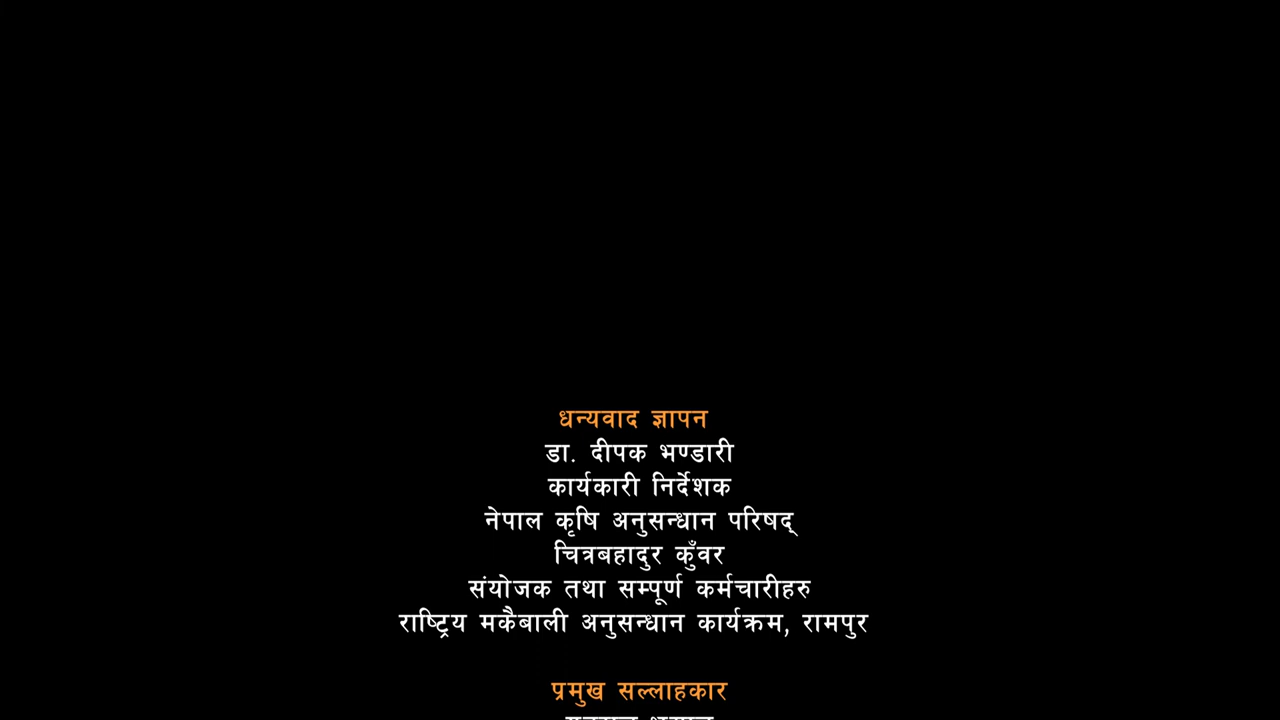 धन्यवाद ज्ञापन
डा. दीपक भण्डारी
कार्यकारी निर्देशक
नेपाल कृषि अनुसन्धान परिषद्
चित्रबहादुर कुँवर
संयोजक तथा सम्पूर्ण कर्मचारीहरु
राष्ट्रिय मकैबाली अनुसन्धान कार्यक्रम, रामपुर
प्रमुख सल्लाहकार